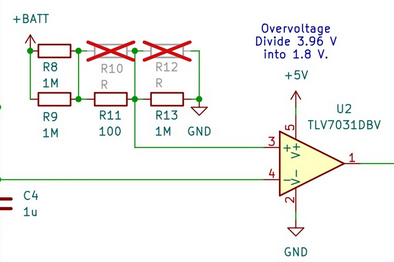 +BATT
Overvoltage
Divide 3.96 V
into 1.8 V.
R8
1M
R10
R
R12
R
+5V
R9
1M
R11
100
R13
1M
GND
U2
TLV7031DBV
5
3
+
V+
1
4
−
V-
2
C4
1u
GND